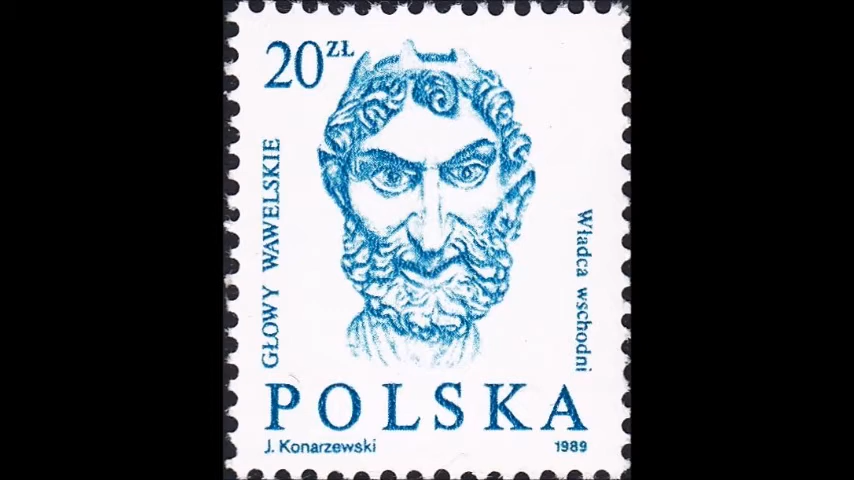 20 ZŁ
GŁOWY WAWELSKIE
Władca wschodni
POLSKA
J. Konarzewski
1989